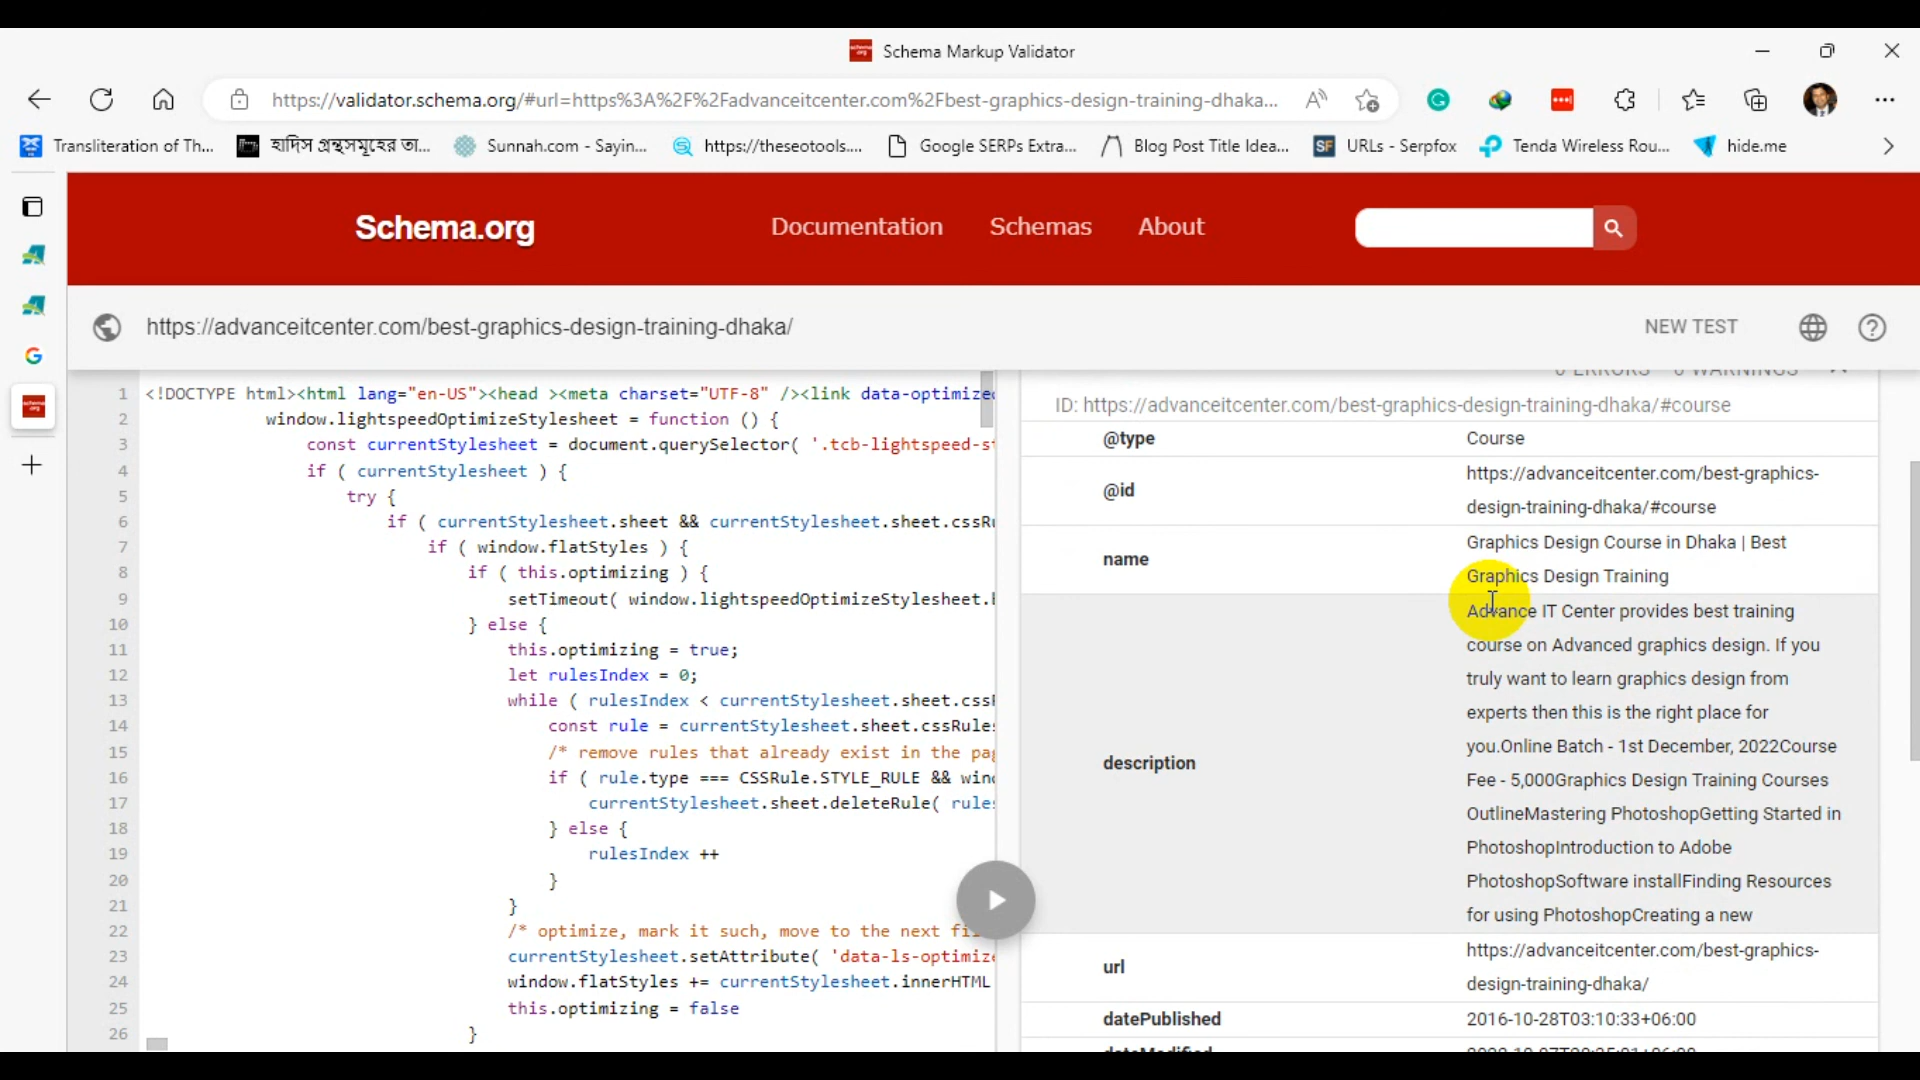 Schema Markup Validator
https://validator.schema.org/#url=https%3A%2F%2Fadvanceitcenter.com%2Fbest-graphics-design-training-dhaka...
Transliteration of Th...
হাদিস গ্রন্থসমূহের তা...
Sunnah.com - Sayin...
https://theseotools....
Google SERPs Extra...
Blog Post Title Idea...
SF URLs - Serpfox
Tenda Wireless Rou...
hide.me
Schema.org
Documentation
Schemas
About
https://advanceitcenter.com/best-graphics-design-training-dhaka/
NEW TEST
1 <!DOCTYPE html><html lang="en-US"><head ><meta charset="UTF-8" /><link data-optimize
2 window.lightspeedOptimizeStylesheet = function () {
3 const currentStylesheet = document.querySelector( '.tcb-lightspeed-s
4 if ( currentStylesheet ) {
5 try {
6 if ( currentStylesheet.sheet && currentStylesheet.sheet.cssR
7 if ( window.flatStyles ) {
8 if ( this.optimizing ) {
9 setTimeout( window.lightspeedOptimizeStylesheet.
10 } else {
11 this.optimizing = true;
12 let rulesIndex = 0;
13 while ( rulesIndex < currentStylesheet.sheet.css
14 const rule = currentStylesheet.sheet.cssRule
15 /* remove rules that already exist in the pa
16 if ( rule.type === CSSRule.STYLE_RULE && win
17 currentStylesheet.sheet.deleteRule( rule
18 } else {
19 rulesIndex ++
20 }
21 }
22 /* optimize, mark it such, move to the next fi
23 currentStylesheet.setAttribute( 'data-ls-optimize
24 window.flatStyles += currentStylesheet.innerHTML
25 this.optimizing = false
26 }
0 ERRORS 0 WARNINGS
ID: https://advanceitcenter.com/best-graphics-design-training-dhaka/#course
@type
Course
@id
https://advanceitcenter.com/best-graphics-
design-training-dhaka/#course
name
Graphics Design Course in Dhaka | Best
Graphics Design Training
description
Advance IT Center provides best training
course on Advanced graphics design. If you
truly want to learn graphics design from
experts then this is the right place for
you.Online Batch - 1st December, 2022Course
Fee - 5,000Graphics Design Training Courses
OutlineMastering PhotoshopGetting Started in
PhotoshopIntroduction to Adobe
PhotoshopSoftware installFinding Resources
for using PhotoshopCreating a new
url
https://advanceitcenter.com/best-graphics-
design-training-dhaka/
datePublished
2016-10-28T03:10:33+06:00
dateModified